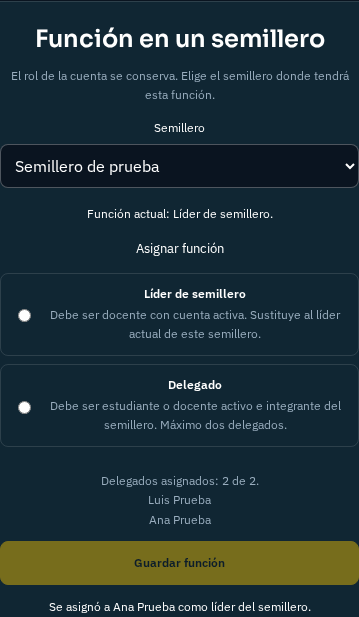 Función en un semillero
El rol de la cuenta se conserva. Elige el semillero donde tendrá
esta función.
Semillero
Semillero de prueba
Función actual: Líder de semillero.
Asignar función
Líder de semillero
Debe ser docente con cuenta activa. Sustituye al líder
actual de este semillero.
Delegado
Debe ser estudiante o docente activo e integrante del
semillero. Máximo dos delegados.
Delegados asignados: 2 de 2.
Luis Prueba
Ana Prueba
Guardar función
Se asignó a Ana Prueba como líder del semillero.